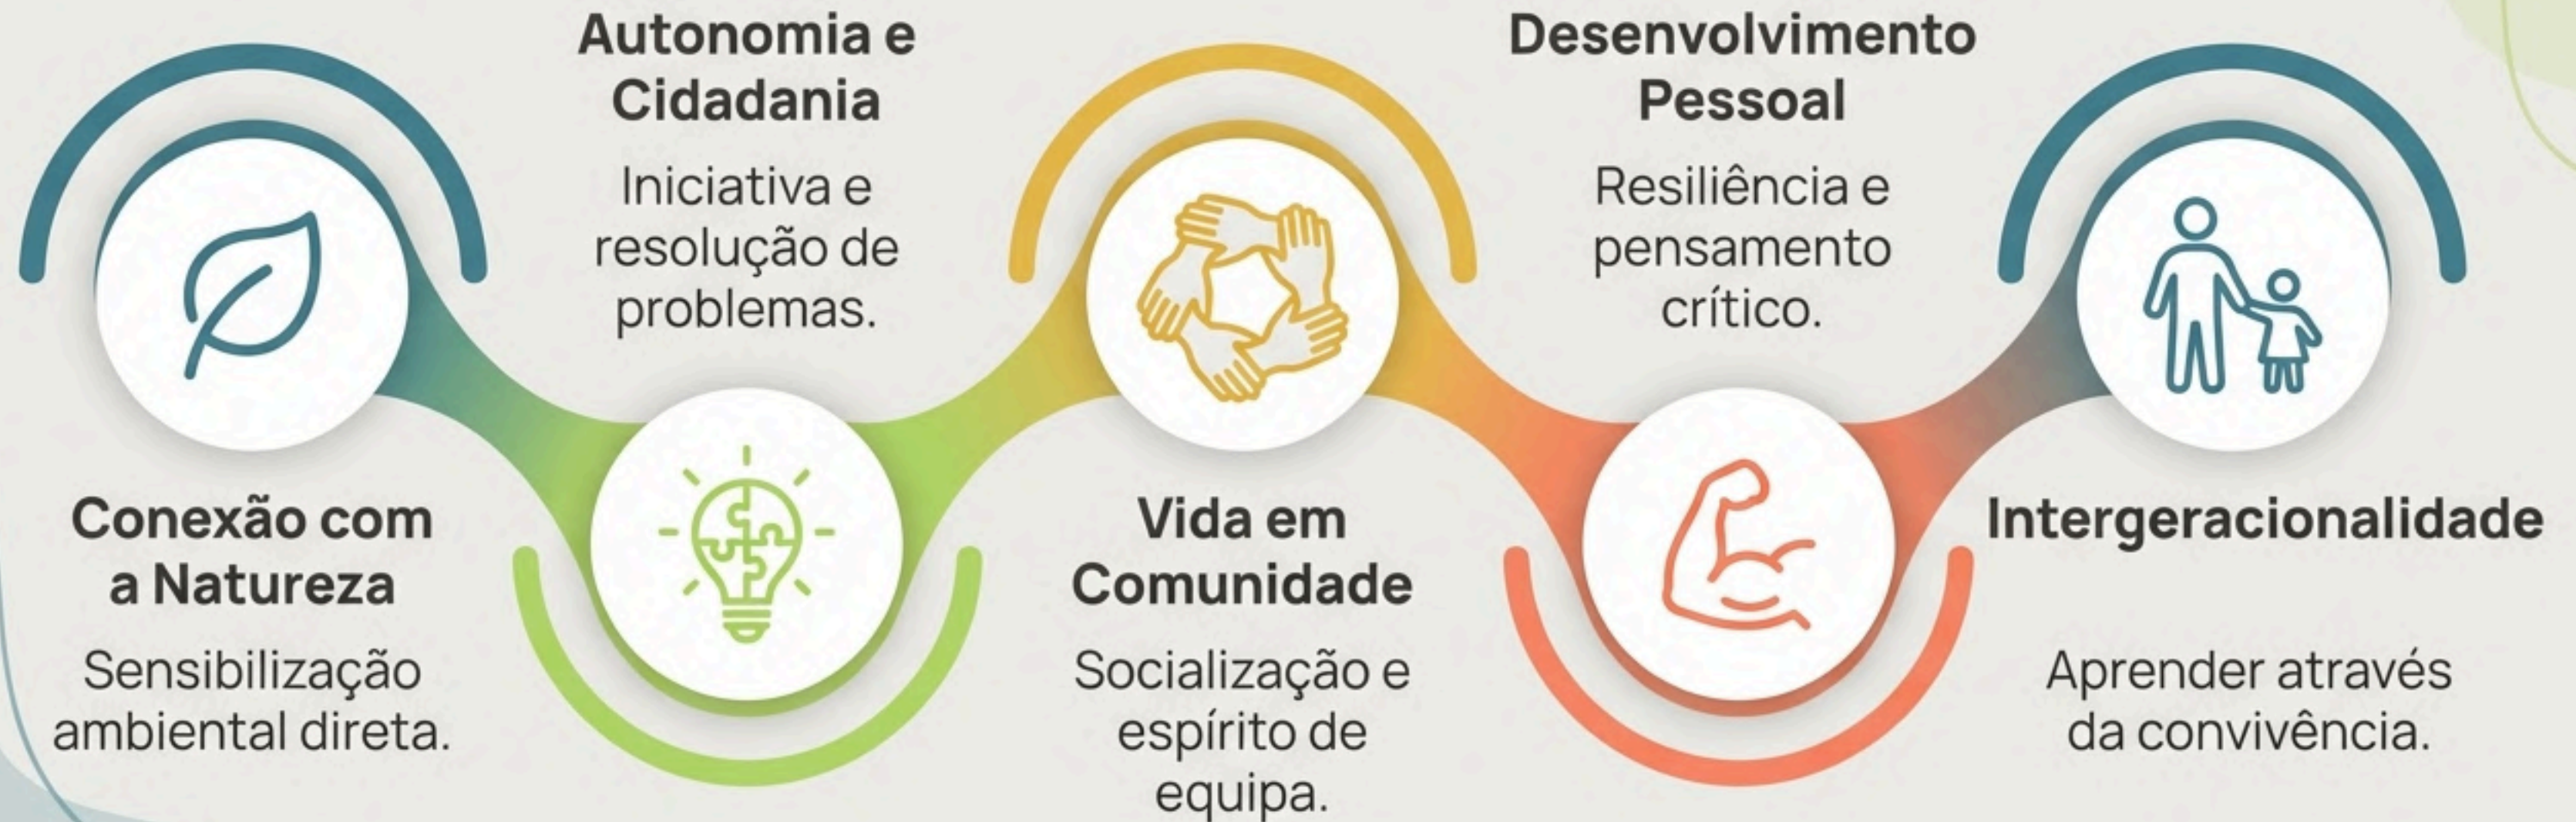 Conexão com
a Natureza
Sensibilização
ambiental direta.
Autonomia e
Cidadania
Iniciativa e
resolução de
problemas.
Vida em
Comunidade
Socialização e
espírito de
equipa.
Desenvolvimento
Pessoal
Resiliência e
pensamento
crítico.
Intergeracionalidade
Aprender através
da convivência.